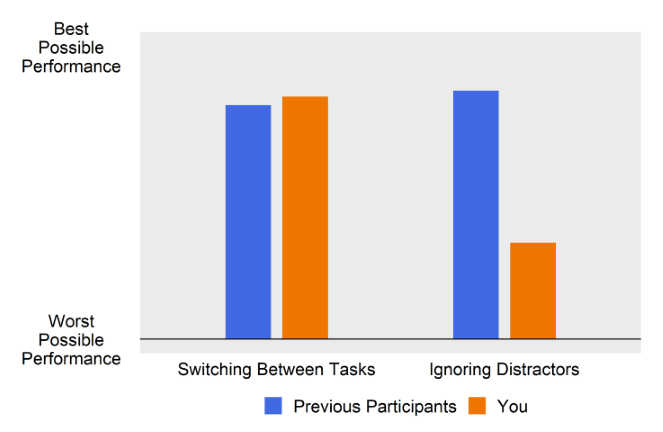 Best
Possible
Performance
Worst
Possible
Performance
Switching Between Tasks
Ignoring Distractors
Previous Participants
You